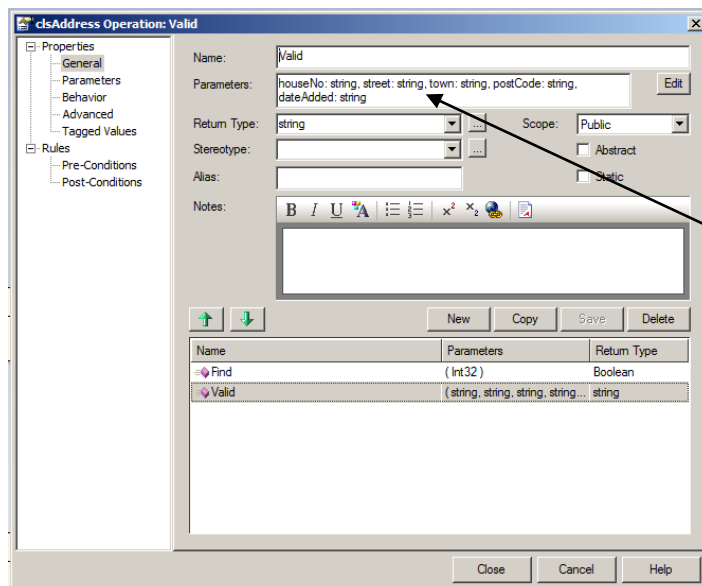 clsAddress Operation: Valid
Properties
General
Parameters
Behavior
Advanced
Tagged Values
Rules
Pre-Conditions
Post-Conditions
Name:
Valid
Parameters:
houseNo: string, street: string, town: string, postCode: string,
dateAdded: string
Edit
Return Type:
string
...
Scope:
Public
Stereotype:
...
Abstract
Alias:
Static
Notes:
B I U A x² x₂
New Copy Save Delete
Name Parameters Return Type
Find ( Int32 ) Boolean
Valid ( string, string, string, string... string
Close Cancel Help